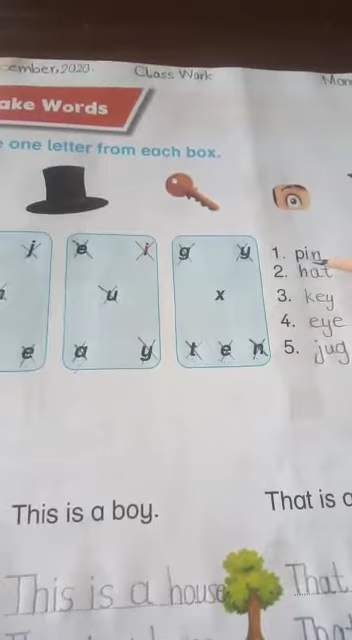 cember,2020. Class Work Mon
ake Words
e one letter from each box.
j e i g y
u x
e a y t e n
1. pin
2. hat
3. key
4. eye
5. jug
This is a boy. That is a
This is a house That